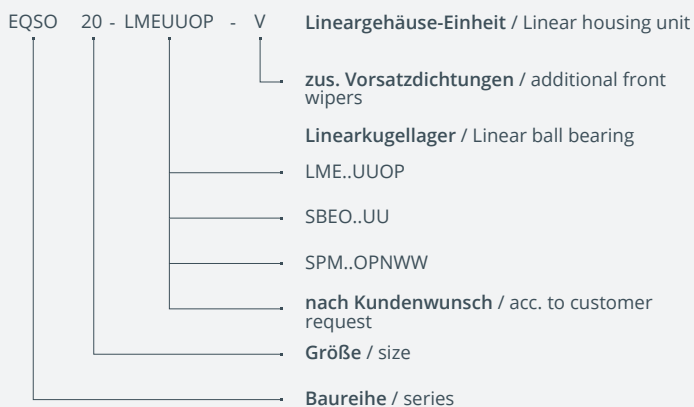 EQSO 20 - LMEUUOP - V Lineargehäuse-Einheit / Linear housing unit
zus. Vorsatzdichtungen / additional front
wipers
Linearkugellager / Linear ball bearing
LME..UUOP
SBEO..UU
SPM..OPNWW
nach Kundenwunsch / acc. to customer
request
Größe / size
Baureihe / series